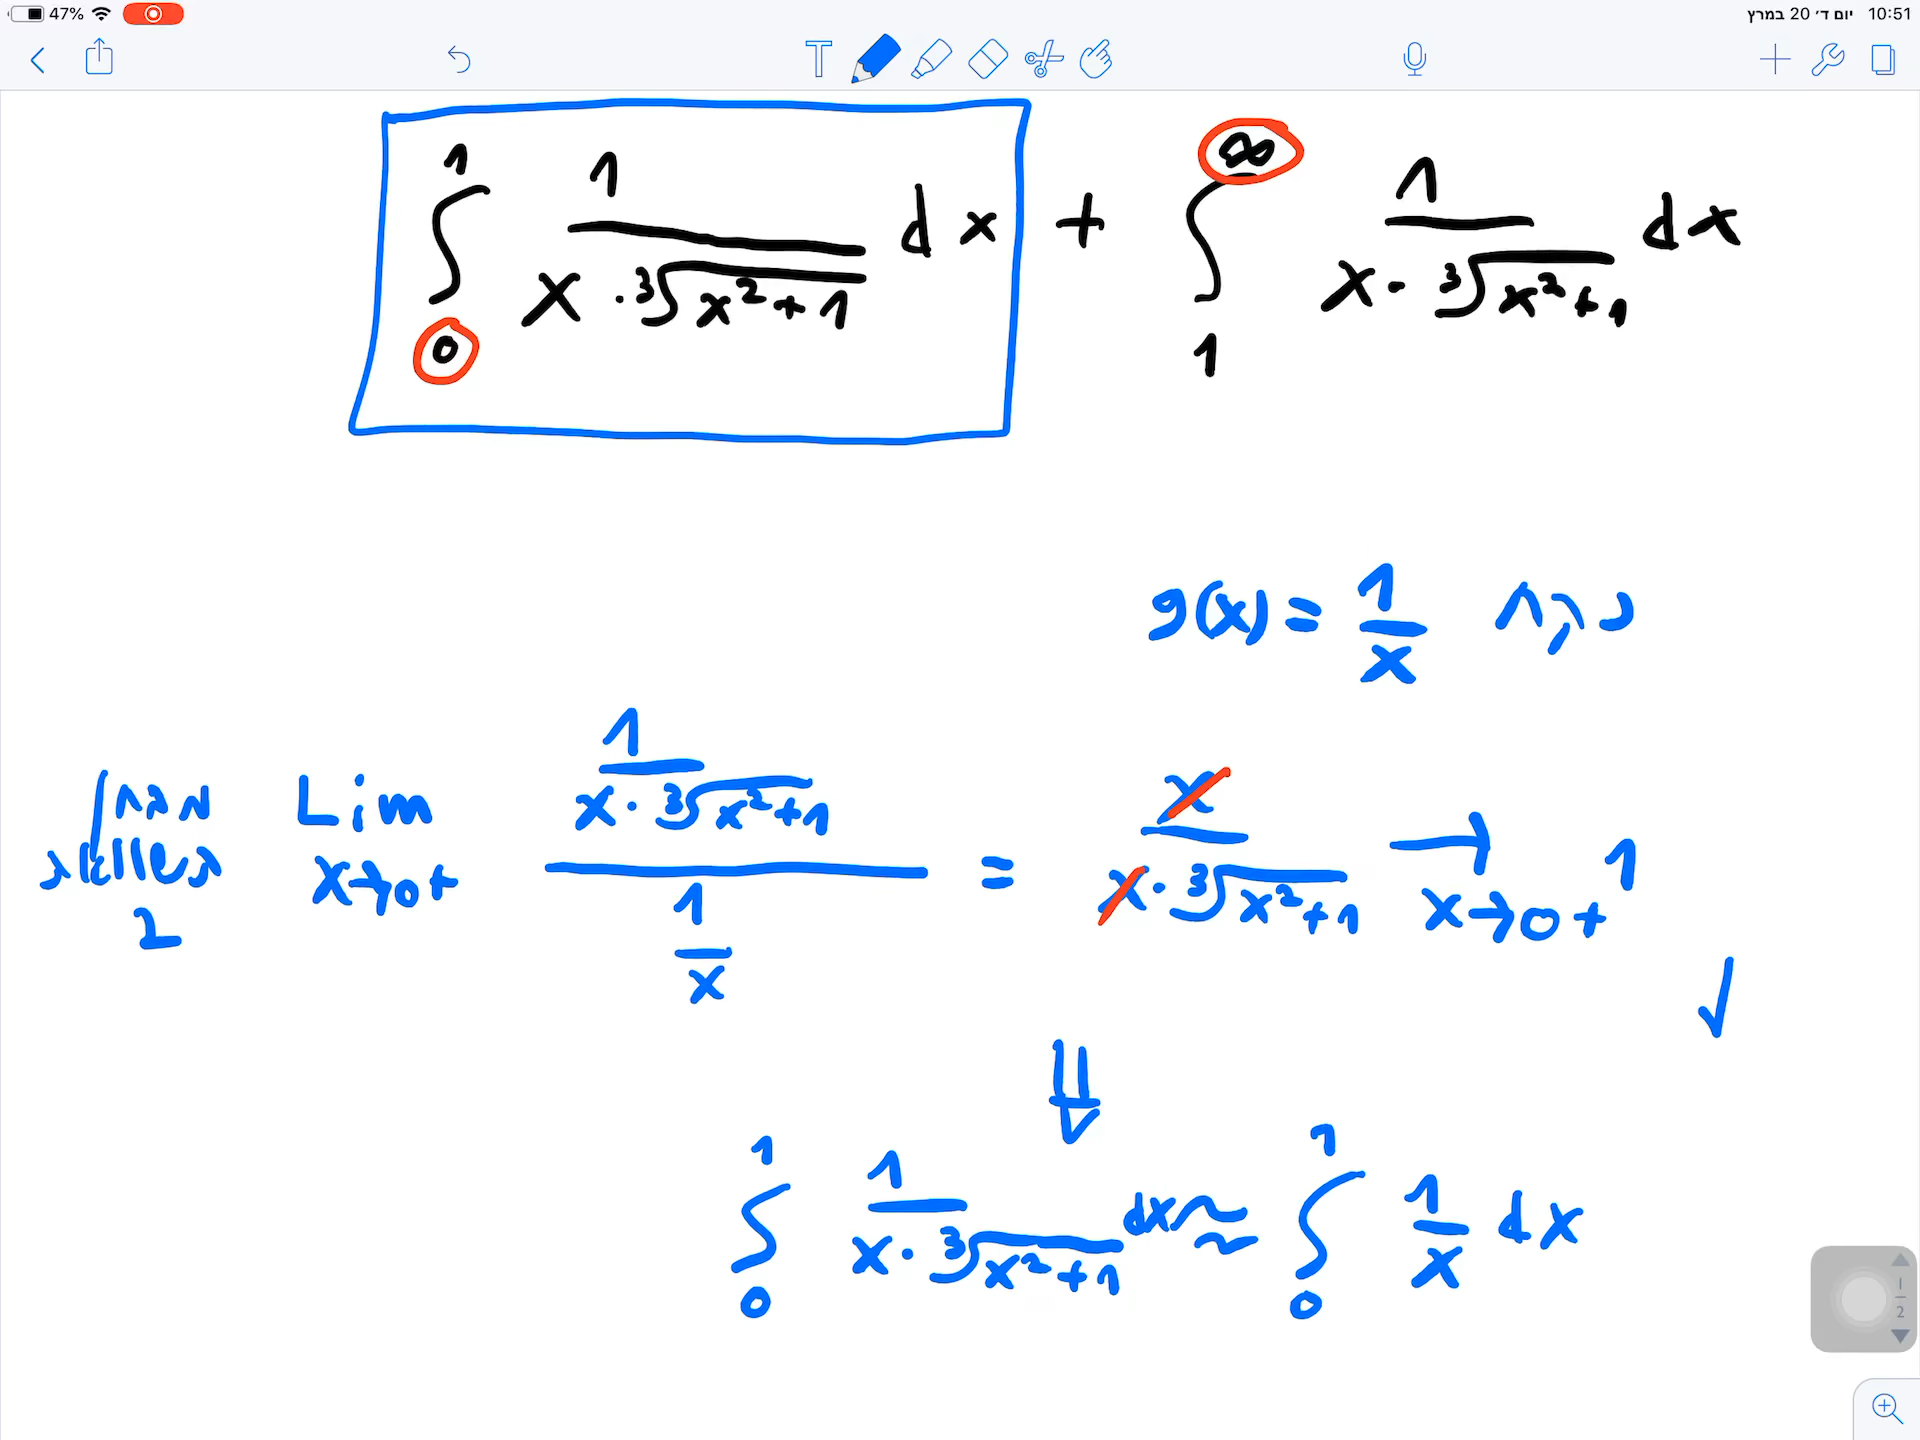 47% 10:51 יום ד׳ 20 במרץ
∫₀¹ 1/(x·∛(x²+1)) dx + ∫₁^∞ 1/(x·∛(x²+1)) dx
נקח g(x) = 1/x
מבחן השוואה 2 Lim x→0+ (1/(x·∛(x²+1)))/(1/x) = x/(x·∛(x²+1)) → x→0+ 1 ✓
⇓
∫₀¹ 1/(x·∛(x²+1)) dx ≈ ∫₀¹ 1/x dx
1/2